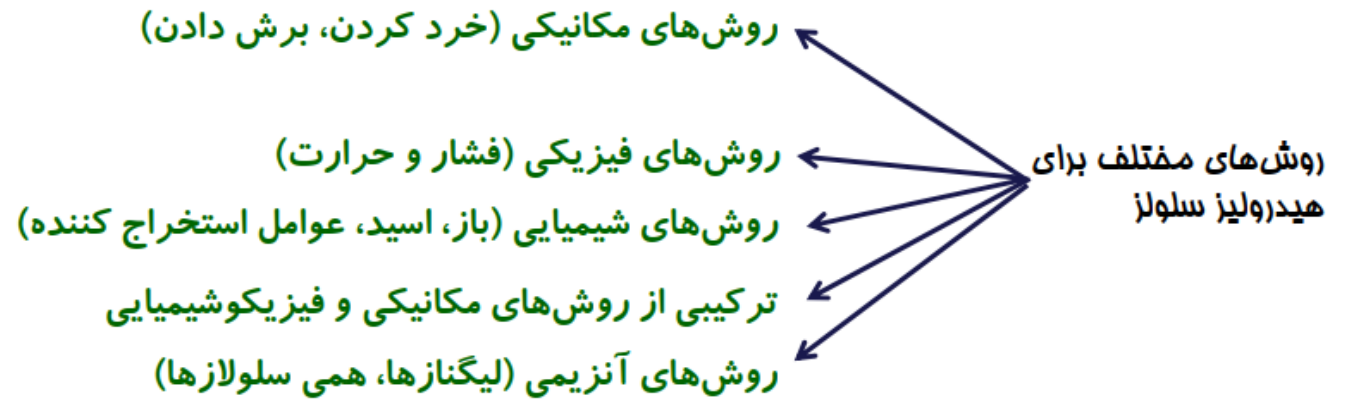 روش‌های مختلف برای
هیدرولیز سلولز
روش‌های مکانیکی (خرد کردن، برش دادن)
روش‌های فیزیکی (فشار و حرارت)
روش‌های شیمیایی (باز، اسید، عوامل استخراج کننده)
ترکیبی از روش‌های مکانیکی و فیزیکوشیمیایی
روش‌های آنزیمی (لیگنازها، همی سلولازها)